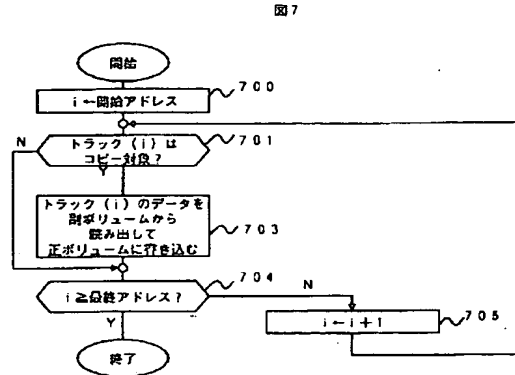 図7
開始
i←開始アドレス
700
トラック(i)は
コピー対象?
701
N
Y
トラック(i)のデータを
副ボリュームから
読み出して
正ボリュームに書き込む
703
i≧最終アドレス?
704
N
Y
i←i+1
705
終了